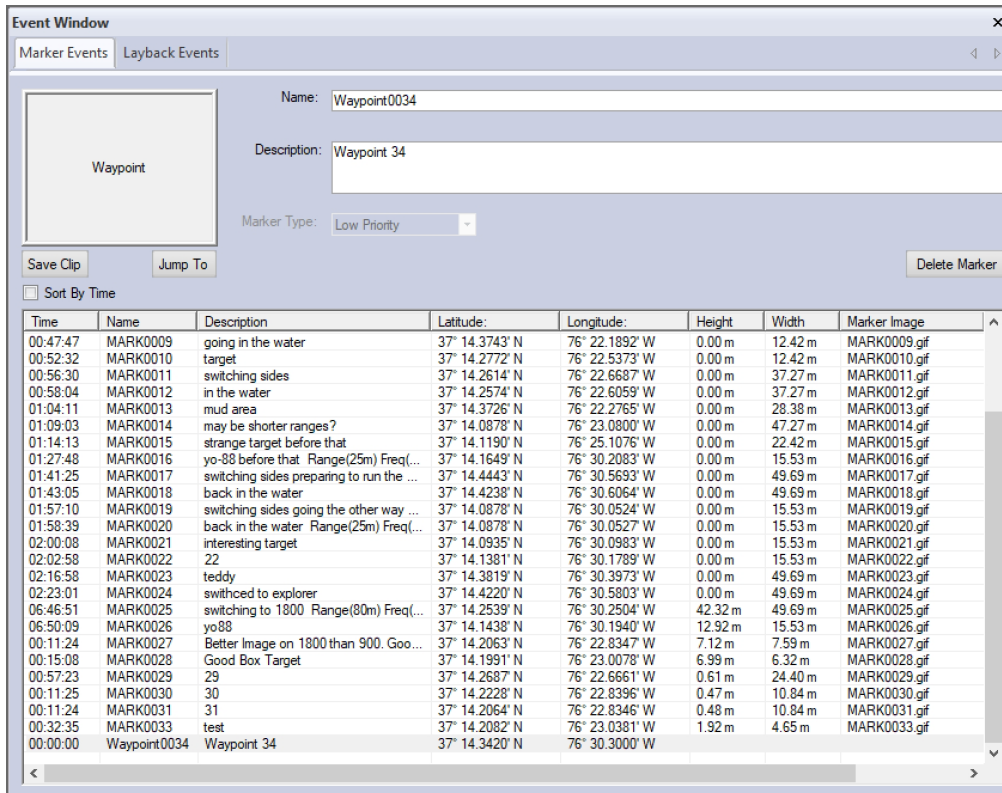 Event Window
Marker Events Layback Events
Name: Waypoint0034
Waypoint
Description: Waypoint 34
Marker Type: Low Priority
Save Clip Jump To Delete Marker
Sort By Time
Time Name Description Latitude: Longitude: Height Width Marker Image
00:47:47 MARK0009 going in the water 37° 14.3743' N 76° 22.1892' W 0.00 m 12.42 m MARK0009.gif
00:52:32 MARK0010 target 37° 14.2772' N 76° 22.5373' W 0.00 m 12.42 m MARK0010.gif
00:56:30 MARK0011 switching sides 37° 14.2614' N 76° 22.6687' W 0.00 m 37.27 m MARK0011.gif
00:58:04 MARK0012 in the water 37° 14.2574' N 76° 22.6059' W 0.00 m 37.27 m MARK0012.gif
01:04:11 MARK0013 mud area 37° 14.3726' N 76° 22.2765' W 0.00 m 28.38 m MARK0013.gif
01:09:03 MARK0014 may be shorter ranges? 37° 14.0878' N 76° 23.0800' W 0.00 m 47.27 m MARK0014.gif
01:14:13 MARK0015 strange target before that 37° 14.1190' N 76° 25.1076' W 0.00 m 22.42 m MARK0015.gif
01:27:48 MARK0016 yo-88 before that Range(25m) Freq(... 37° 14.1649' N 76° 30.2083' W 0.00 m 15.53 m MARK0016.gif
01:41:25 MARK0017 switching sides preparing to run the ... 37° 14.4443' N 76° 30.5693' W 0.00 m 49.69 m MARK0017.gif
01:43:05 MARK0018 back in the water 37° 14.4238' N 76° 30.6064' W 0.00 m 49.69 m MARK0018.gif
01:57:10 MARK0019 switching sides going the other way ... 37° 14.0878' N 76° 30.0524' W 0.00 m 15.53 m MARK0019.gif
01:58:39 MARK0020 back in the water Range(25m) Freq(... 37° 14.0878' N 76° 30.0527' W 0.00 m 15.53 m MARK0020.gif
02:00:08 MARK0021 interesting target 37° 14.0935' N 76° 30.0983' W 0.00 m 15.53 m MARK0021.gif
02:02:58 MARK0022 22 37° 14.1381' N 76° 30.1789' W 0.00 m 15.53 m MARK0022.gif
02:16:58 MARK0023 teddy 37° 14.3819' N 76° 30.3973' W 0.00 m 49.69 m MARK0023.gif
02:23:01 MARK0024 swithced to explorer 37° 14.4220' N 76° 30.5803' W 0.00 m 49.69 m MARK0024.gif
06:46:51 MARK0025 switching to 1800 Range(80m) Freq(... 37° 14.2539' N 76° 30.2504' W 42.32 m 49.69 m MARK0025.gif
06:50:09 MARK0026 yo88 37° 14.1438' N 76° 30.1940' W 12.92 m 15.53 m MARK0026.gif
00:11:24 MARK0027 Better Image on 1800 than 900. Goo... 37° 14.2063' N 76° 22.8347' W 7.12 m 7.59 m MARK0027.gif
00:15:08 MARK0028 Good Box Target 37° 14.1991' N 76° 23.0078' W 6.99 m 6.32 m MARK0028.gif
00:57:23 MARK0029 29 37° 14.2687' N 76° 22.6661' W 0.61 m 24.40 m MARK0029.gif
00:11:25 MARK0030 30 37° 14.2228' N 76° 22.8396' W 0.47 m 10.84 m MARK0030.gif
00:11:24 MARK0031 31 37° 14.2064' N 76° 22.8346' W 0.48 m 10.84 m MARK0031.gif
00:32:35 MARK0033 test 37° 14.2082' N 76° 23.0381' W 1.92 m 4.65 m MARK0033.gif
00:00:00 Waypoint0034 Waypoint 34 37° 14.3420' N 76° 30.3000' W